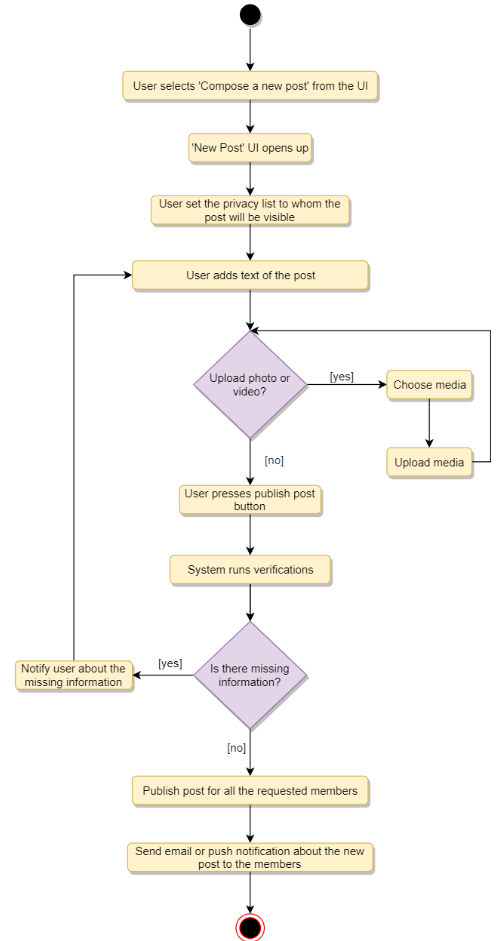 User selects 'Compose a new post' from the UI
'New Post' UI opens up
User set the privacy list to whom the
post will be visible
User adds text of the post
Upload photo or
video?
[yes]
Choose media
Upload media
[no]
User presses publish post
button
System runs verifications
Is there missing
information?
[yes]
Notify user about the
missing information
[no]
Publish post for all the requested members
Send email or push notification about the new
post to the members